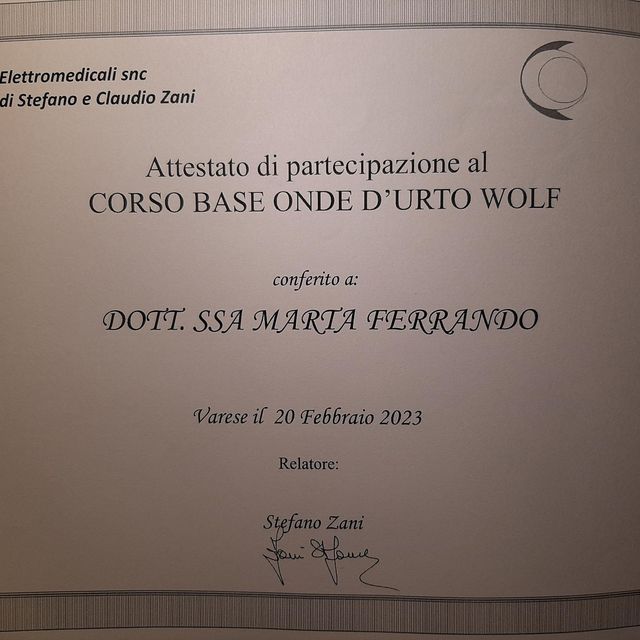 Elettromedicali snc
di Stefano e Claudio Zani
Attestato di partecipazione al
CORSO BASE ONDE D'URTO WOLF
conferito a:
DOTT. SSA MARTA FERRANDO
Varese il 20 Febbraio 2023
Relatore:
Stefano Zani